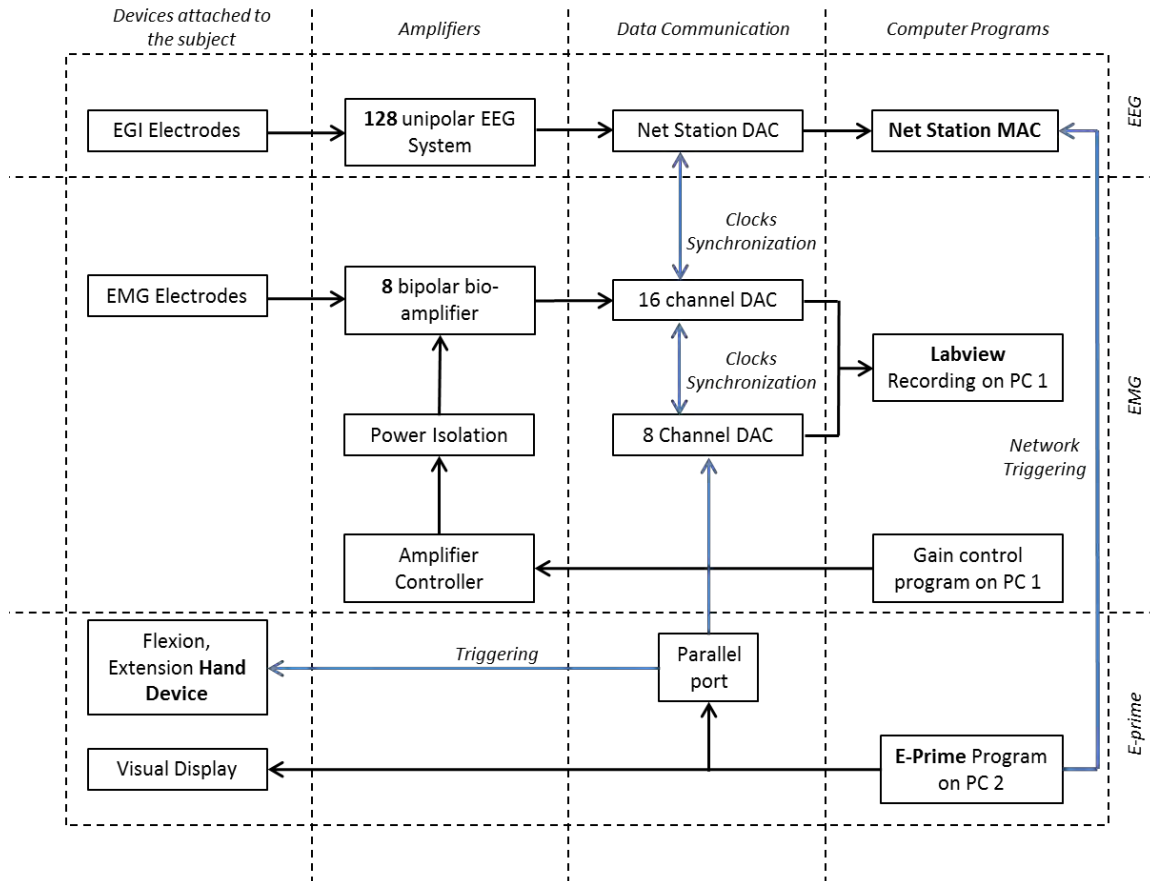 Devices attached to
the subject
Amplifiers
Data Communication
Computer Programs
EGI Electrodes
128 unipolar EEG
System
Net Station DAC
Net Station MAC
EEG
Clocks
Synchronization
EMG Electrodes
8 bipolar bio-
amplifier
16 channel DAC
Labview
Recording on PC 1
Clocks
Synchronization
Power Isolation
8 Channel DAC
EMG
Network
Triggering
Amplifier
Controller
Gain control
program on PC 1
Flexion,
Extension Hand
Device
Triggering
Parallel
port
E-prime
Visual Display
E-Prime Program
on PC 2